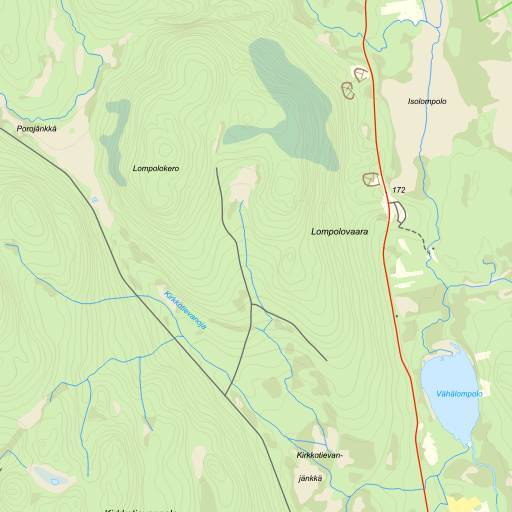 Isolompolo
Porojänkkä
Lompolokero
172
Lompolovaara
Kirkkotievanoja
Vähälompolo
Kirkkotievan-
jänkkä